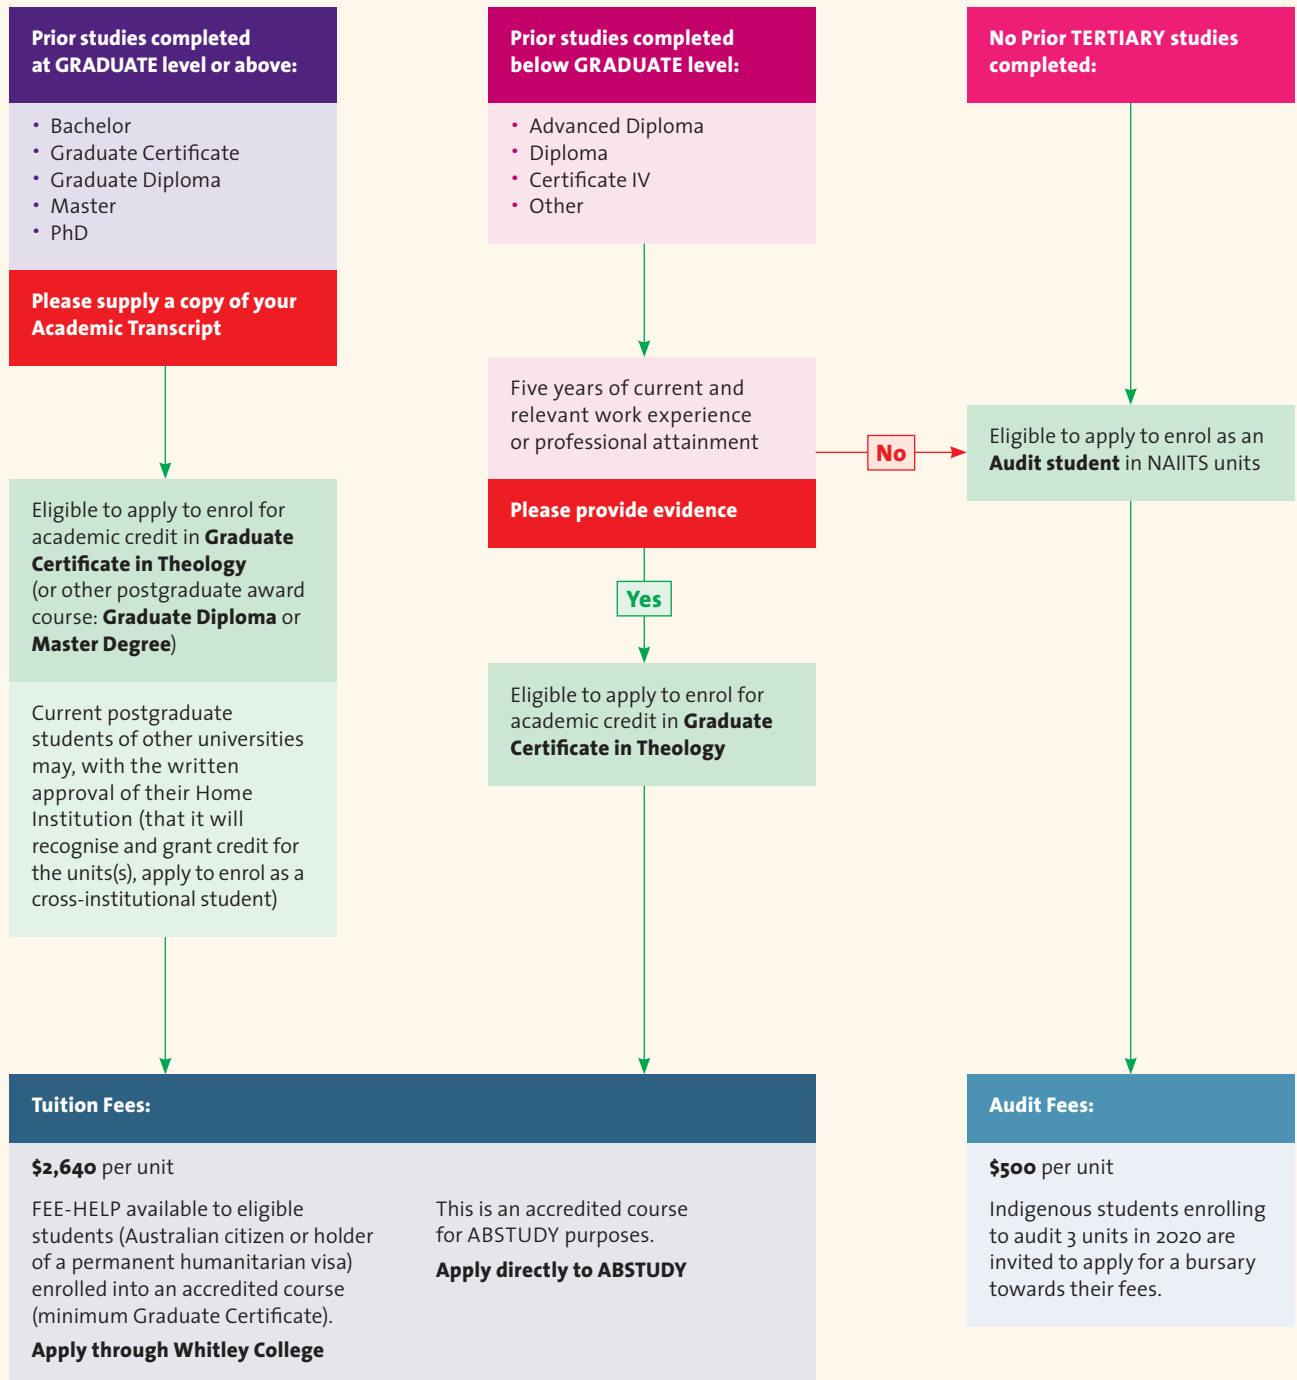 Prior studies completed
at GRADUATE level or above:
• Bachelor
• Graduate Certificate
• Graduate Diploma
• Master
• PhD
Please supply a copy of your
Academic Transcript
Eligible to apply to enrol for
academic credit in Graduate
Certificate in Theology
(or other postgraduate award
course: Graduate Diploma or
Master Degree)
Current postgraduate
students of other universities
may, with the written
approval of their Home
Institution (that it will
recognise and grant credit for
the units(s), apply to enrol as a
cross-institutional student)
Prior studies completed
below GRADUATE level:
• Advanced Diploma
• Diploma
• Certificate IV
• Other
Five years of current and
relevant work experience
or professional attainment
Please provide evidence
No
Yes
Eligible to apply to enrol for
academic credit in Graduate
Certificate in Theology
No Prior TERTIARY studies
completed:
Eligible to apply to enrol as an
Audit student in NAIITS units
Tuition Fees:
$2,640 per unit
FEE-HELP available to eligible
students (Australian citizen or holder
of a permanent humanitarian visa)
enrolled into an accredited course
(minimum Graduate Certificate).
Apply through Whitley College
This is an accredited course
for ABSTUDY purposes.
Apply directly to ABSTUDY
Audit Fees:
$500 per unit
Indigenous students enrolling
to audit 3 units in 2020 are
invited to apply for a bursary
towards their fees.